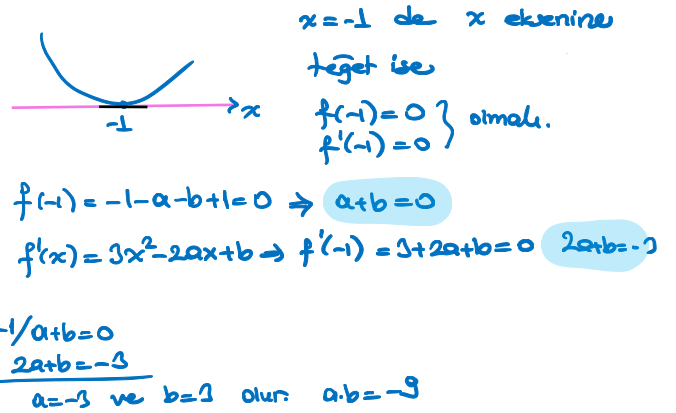 x=-1 de x eksenine
teğet ise
f(-1)=0
f'(-1)=0 } olmalı.
x
-1
f(-1)=-1-a-b+1=0 ⇒ a+b=0
f'(x)=3x²-2ax+b → f'(-1)=3+2a+b=0 2a+b=-3
-1/a+b=0
2a+b=-3
a=-3 ve b=3 olur. a.b=-9